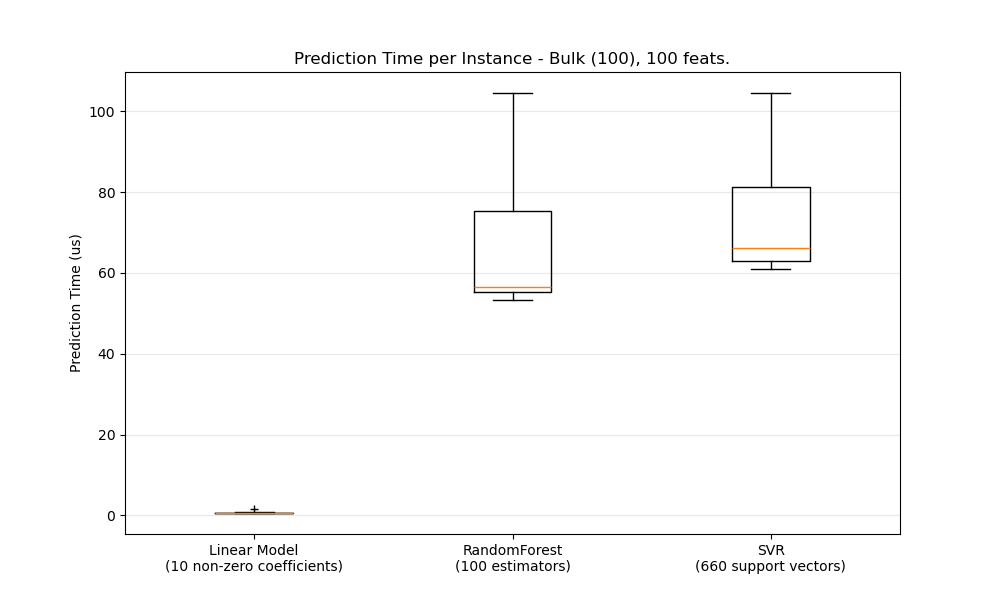 Prediction Time per Instance - Bulk (100), 100 feats.
Prediction Time (us)
100
80
60
40
20
0
Linear Model
(10 non-zero coefficients)
RandomForest
(100 estimators)
SVR
(660 support vectors)